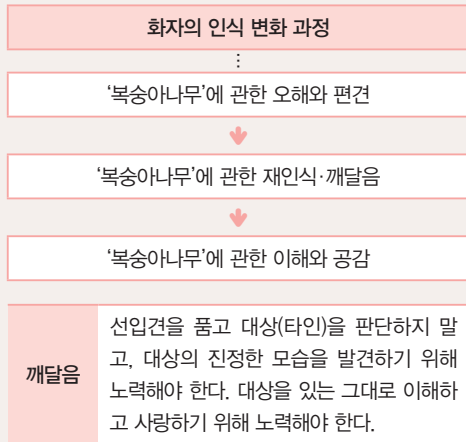 화자의 인식 변화 과정
'복숭아나무'에 관한 오해와 편견
'복숭아나무'에 관한 재인식·깨달음
'복숭아나무'에 관한 이해와 공감
깨달음
선입견을 품고 대상(타인)을 판단하지 말
고, 대상의 진정한 모습을 발견하기 위해
노력해야 한다. 대상을 있는 그대로 이해하
고 사랑하기 위해 노력해야 한다.